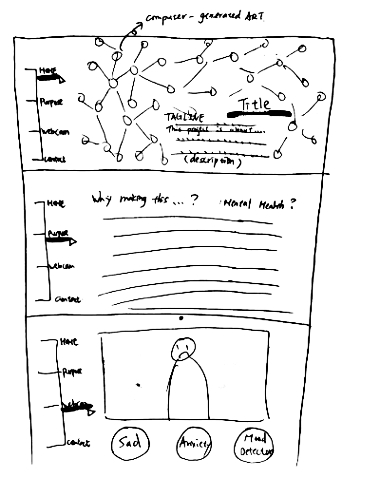 computer-generated ART
Home
Title
Purpose
TAGLINE
This project is about....
webcam
contact
(description)
Home
Why making this...? Mental Health?
Purpose
webcam
Contact
Home
Purpose
webcam
contact
Sad
Anxiety
Mood
Detector